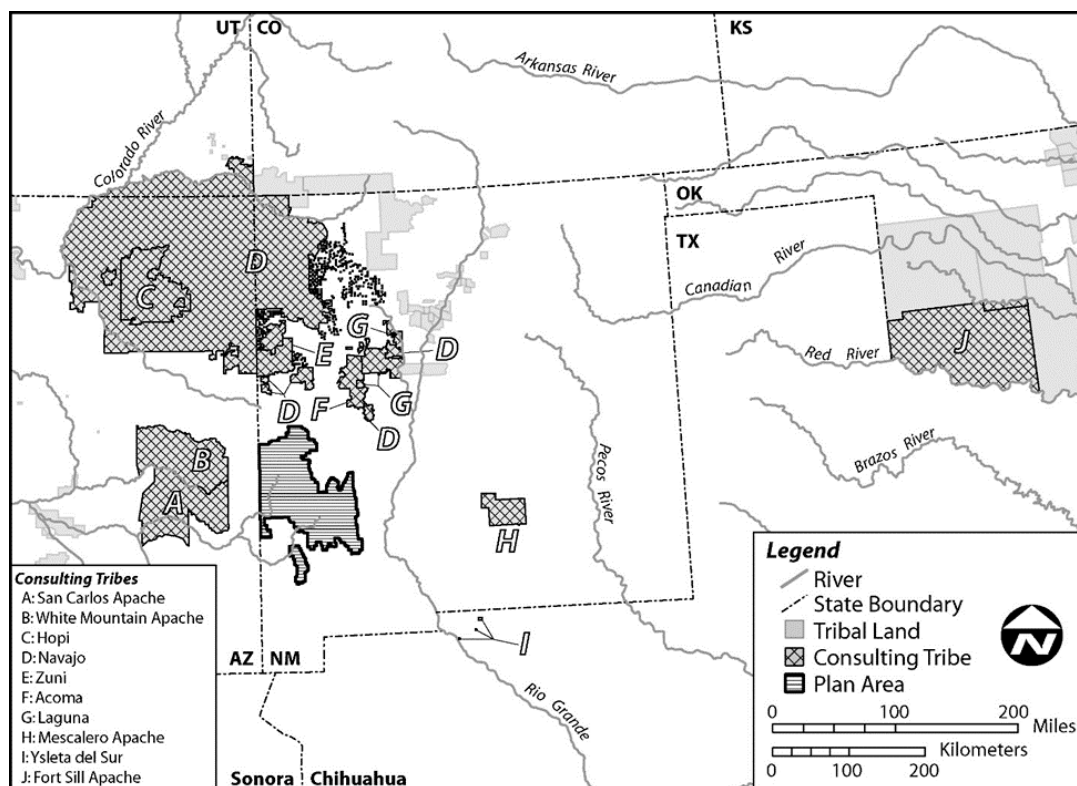 UT CO
KS
Arkansas River
Colorado River
OK
TX
D
Canadian River
C
G
D
E
Red River
J
D
F
G
D
B
Pecos River
Brazos River
A
H
Legend
River
State Boundary
Tribal Land
Consulting Tribe
Plan Area
N
0 100 200 Miles
Kilometers
0 100 200
I
AZ NM
Rio Grande
Sonora Chihuahua
Consulting Tribes
A: San Carlos Apache
B: White Mountain Apache
C: Hopi
D: Navajo
E: Zuni
F: Acoma
G: Laguna
H: Mescalero Apache
I: Ysleta del Sur
J: Fort Sill Apache